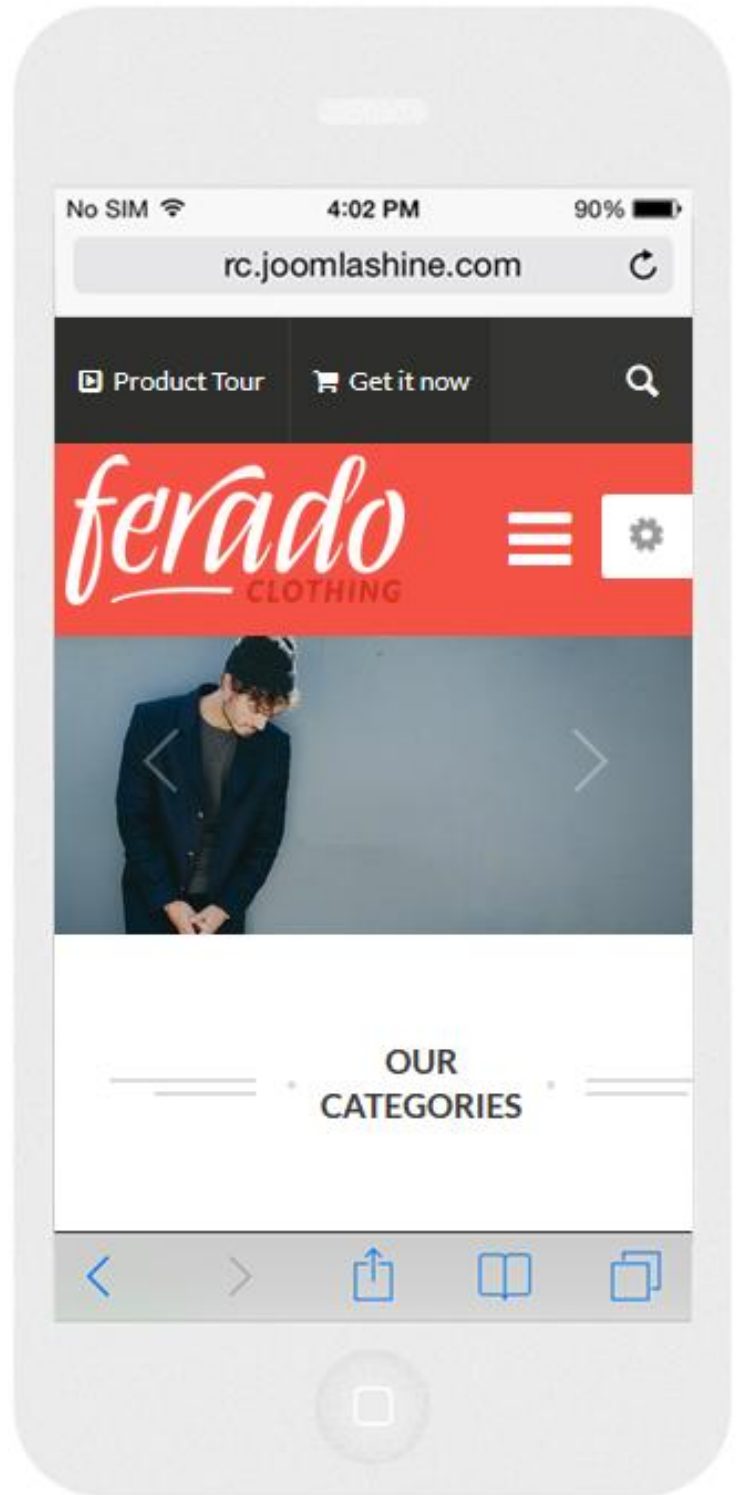 No SIM 4:02 PM 90%
rc.joomlashine.com
Product Tour Get it now
ferado
CLOTHING
OUR
CATEGORIES